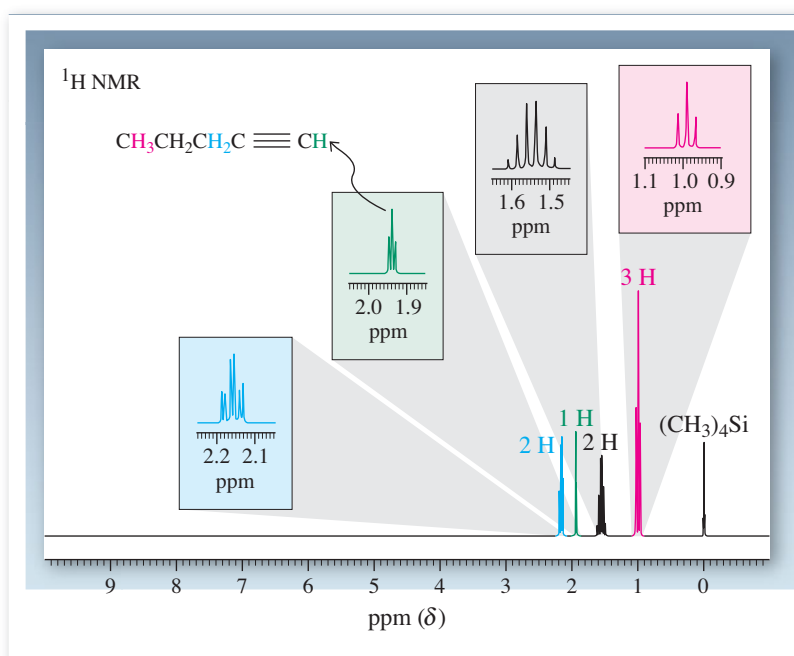 ¹H NMR
CH₃CH₂CH₂C ≡ CH
1.6 1.5
ppm
1.1 1.0 0.9
ppm
2.0 1.9
ppm
3 H
2.2 2.1
ppm
2 H
1 H
2 H
(CH₃)₄Si
9 8 7 6 5 4 3 2 1 0
ppm (δ)